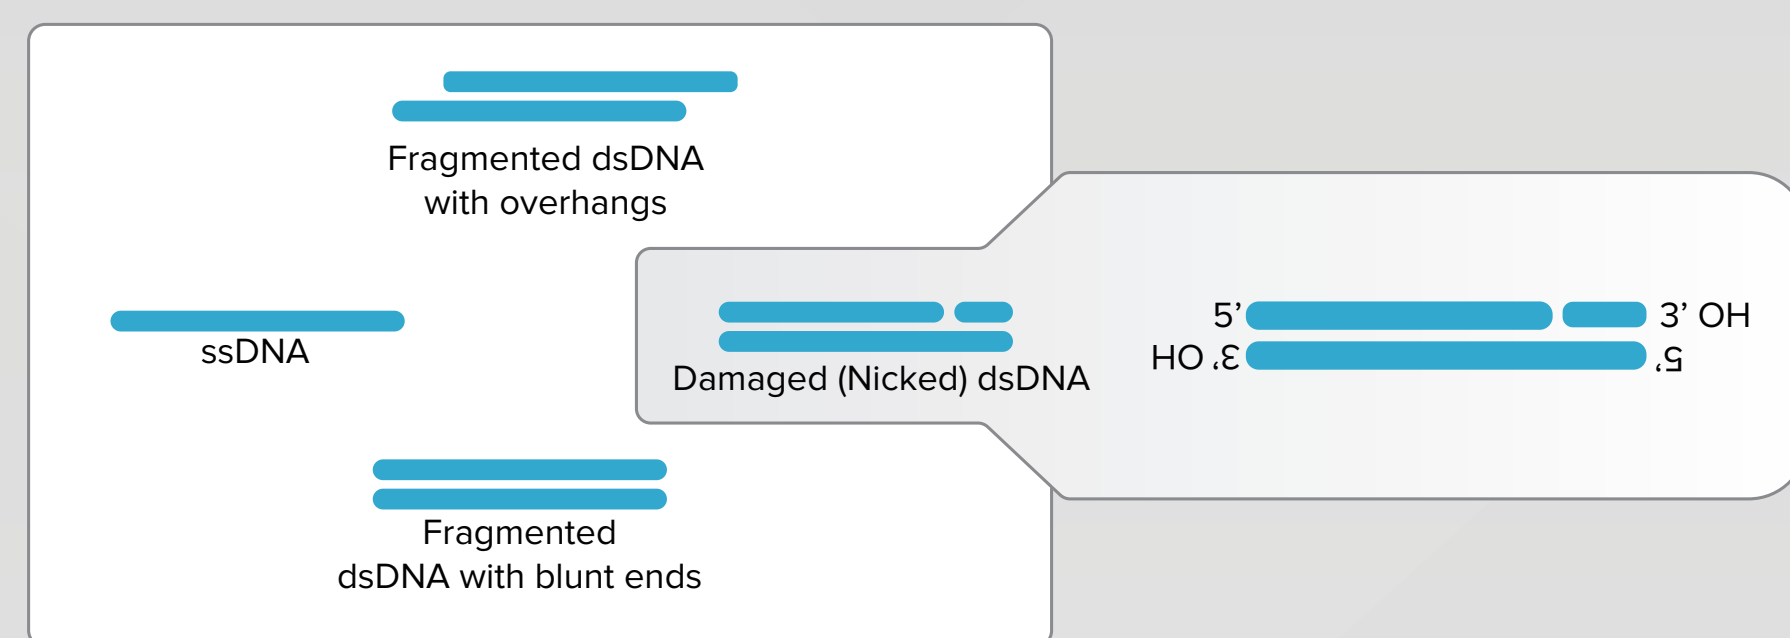 Fragmented dsDNA
with overhangs
ssDNA
Damaged (Nicked) dsDNA
5’ 3’ OH
3’ OH 5’
Fragmented
dsDNA with blunt ends